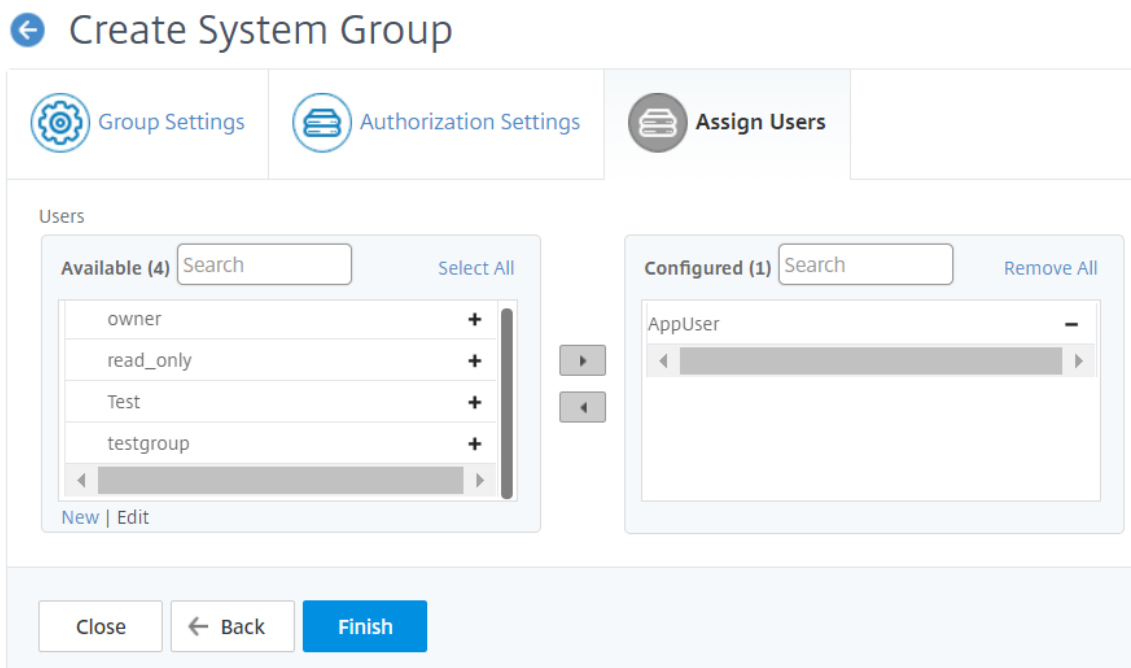 Create System Group
Group Settings
Authorization Settings
Assign Users
Users
Available (4) Search Select All
owner
read_only
Test
testgroup
New | Edit
Configured (1) Search Remove All
AppUser
Close
Back
Finish